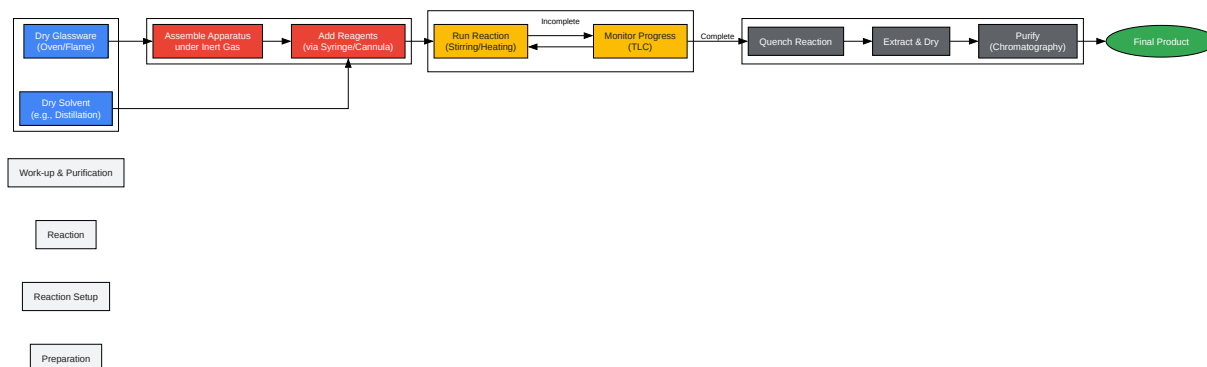 Dry Glassware
(Oven/Flame)
Dry Solvent
(e.g., Distillation)
Assemble Apparatus
under Inert Gas
Add Reagents
(via Syringe/Cannula)
Run Reaction
(Stirring/Heating)
Incomplete
Monitor Progress
(TLC)
Complete
Quench Reaction
Extract & Dry
Purify
(Chromatography)
Final Product
Work-up & Purification
Reaction
Reaction Setup
Preparation